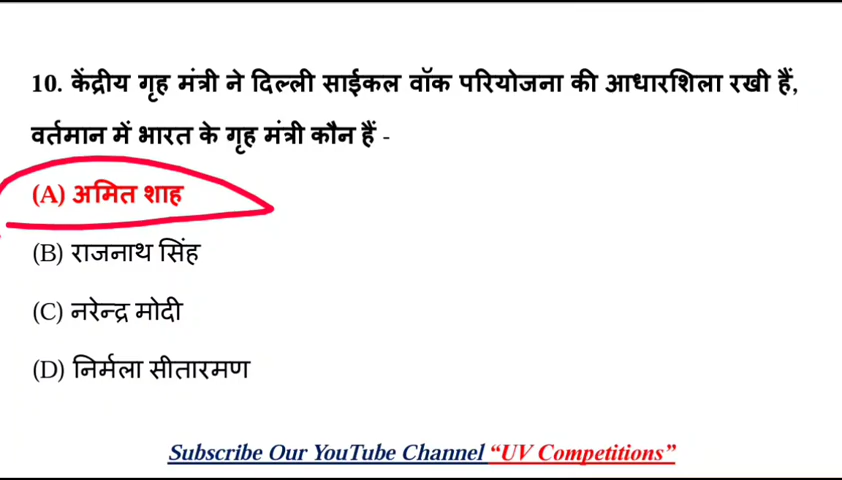 10. केंद्रीय गृह मंत्री ने दिल्ली साईकल वॉक परियोजना की आधारशिला रखी हैं,
वर्तमान में भारत के गृह मंत्री कौन हैं -
(A) अमित शाह
(B) राजनाथ सिंह
(C) नरेन्द्र मोदी
(D) निर्मला सीतारमण
Subscribe Our YouTube Channel “UV Competitions”